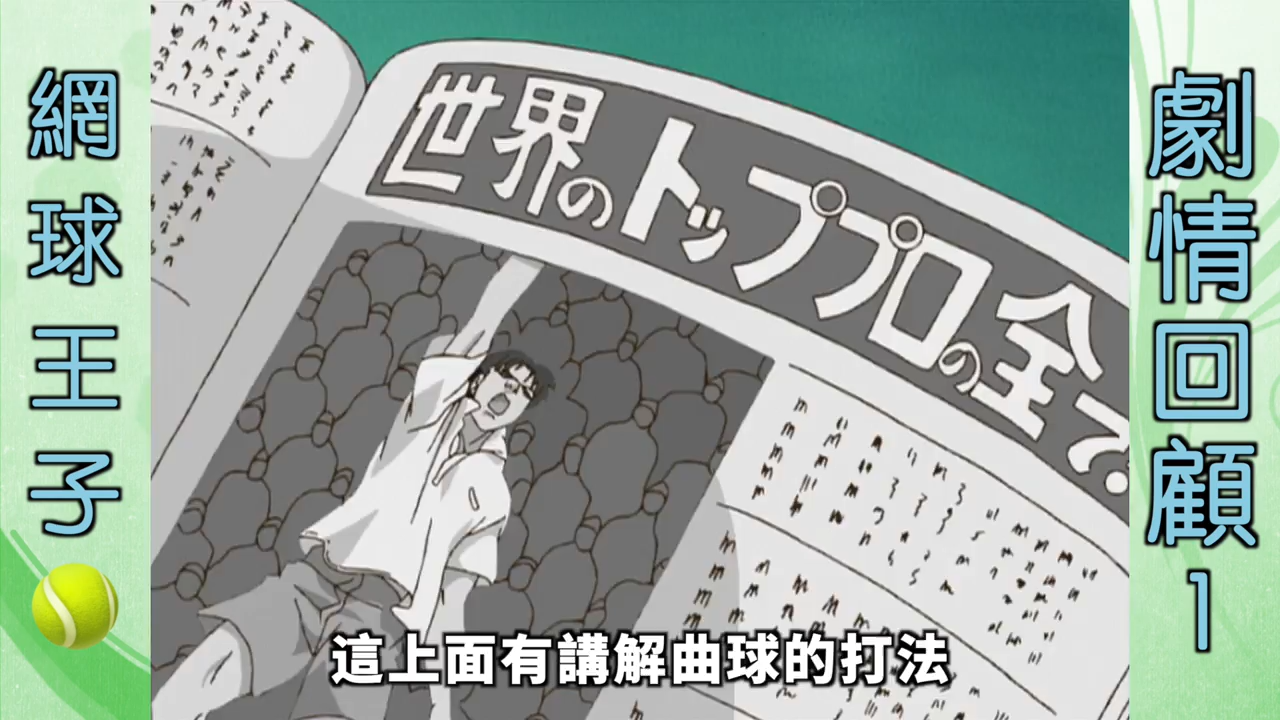 網球王子
世界のトッププロの全て
這上面有講解曲球的打法
劇情回顧1